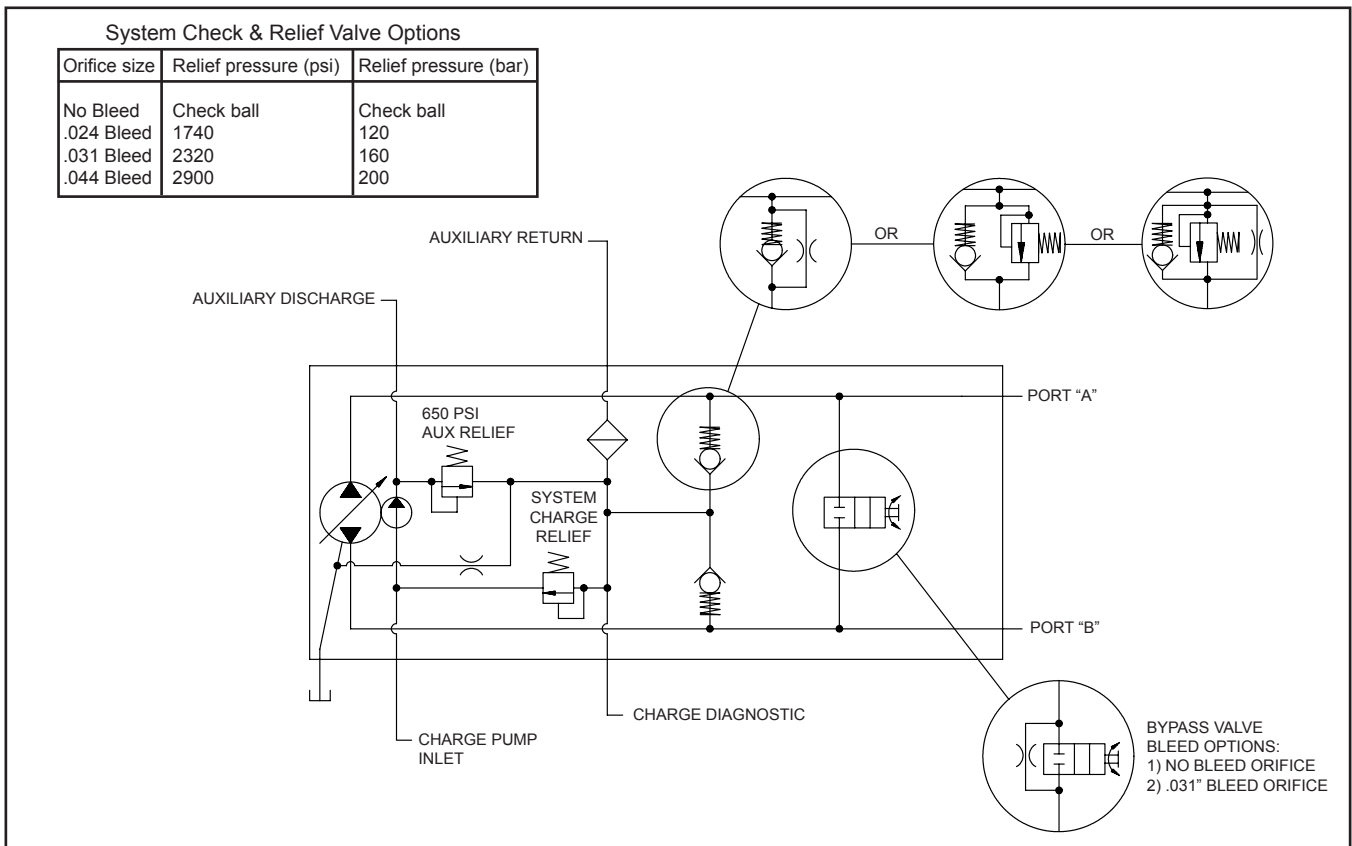 System Check & Relief Valve Options
Orifice size Relief pressure (psi) Relief pressure (bar)
No Bleed Check ball Check ball
.024 Bleed 1740 120
.031 Bleed 2320 160
.044 Bleed 2900 200
OR
OR
AUXILIARY RETURN
AUXILIARY DISCHARGE
PORT “A”
650 PSI
AUX RELIEF
SYSTEM
CHARGE
RELIEF
PORT “B”
CHARGE DIAGNOSTIC
CHARGE PUMP
INLET
BYPASS VALVE
BLEED OPTIONS:
1) NO BLEED ORIFICE
2) .031” BLEED ORIFICE